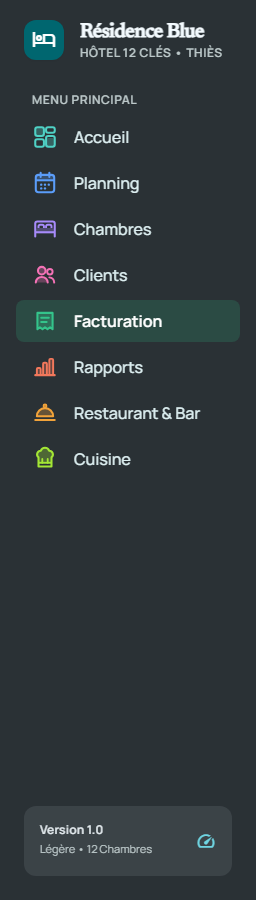 Résidence Blue
HÔTEL 12 CLÉS • THIÈS
MENU PRINCIPAL
Accueil
Planning
Chambres
Clients
Facturation
Rapports
Restaurant & Bar
Cuisine
Version 1.0
Légère • 12 Chambres